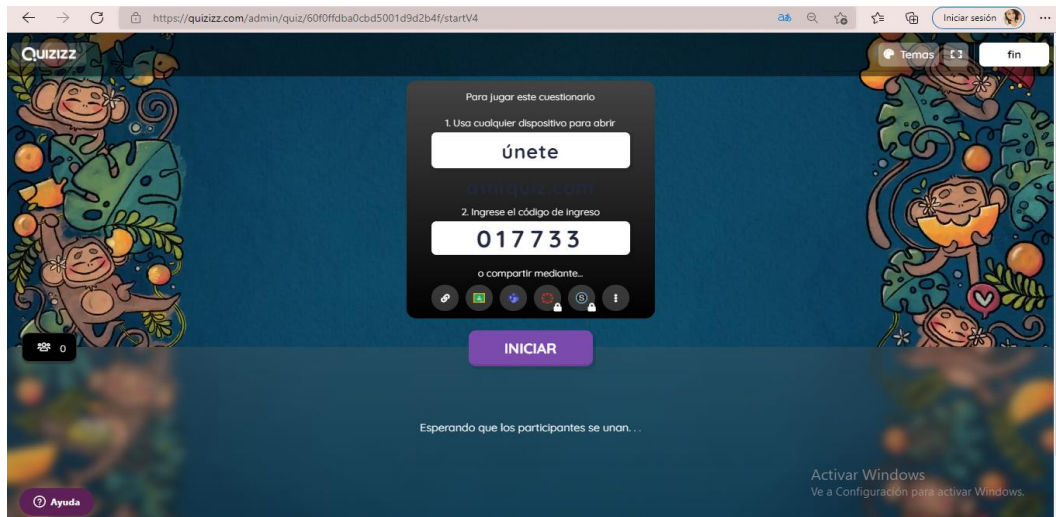 https://quizizz.com/admin/quiz/60f0ffdba0cbd5001d9d2b4f/startV4
Iniciar sesión
Quizizz
Temas
fin
Para jugar este cuestionario
1. Usa cualquier dispositivo para abrir
únete
2. Ingrese el código de ingreso
017733
o compartir mediante...
INICIAR
0
Esperando que los participantes se unan. . .
Activar Windows
Ve a Configuración para activar Windows.
Ayuda